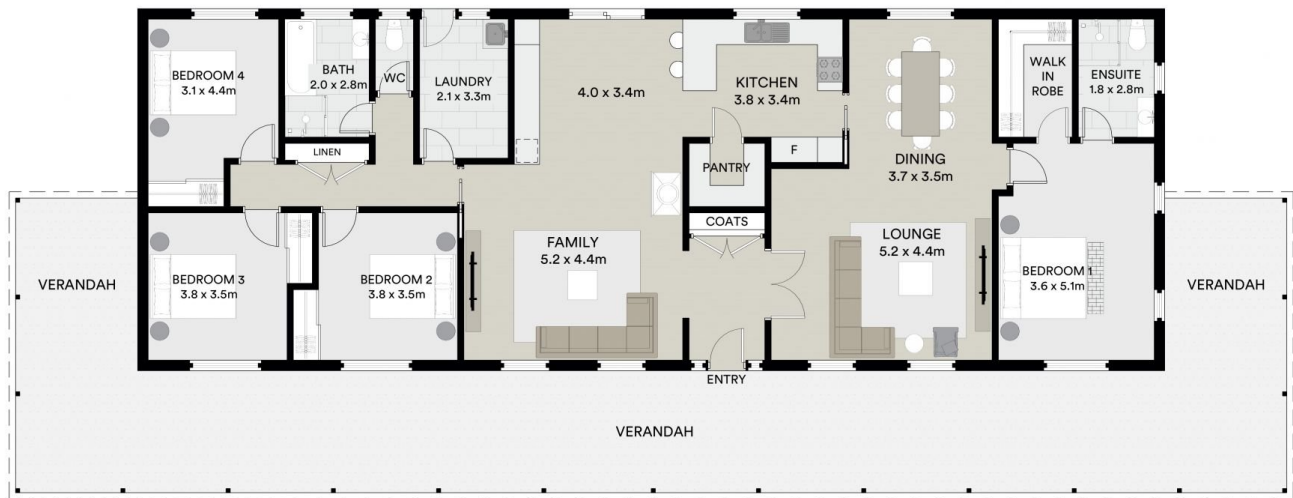 BEDROOM 4
3.1 x 4.4m
BATH
2.0 x 2.8m
WC
LAUNDRY
2.1 x 3.3m
4.0 x 3.4m
KITCHEN
3.8 x 3.4m
WALK
IN
ROBE
ENSUITE
1.8 x 2.8m
LINEN
PANTRY
F
DINING
3.7 x 3.5m
COATS
VERANDAH
BEDROOM 3
3.8 x 3.5m
BEDROOM 2
3.8 x 3.5m
FAMILY
5.2 x 4.4m
LOUNGE
5.2 x 4.4m
BEDROOM 1
3.6 x 5.1m
VERANDAH
ENTRY
VERANDAH